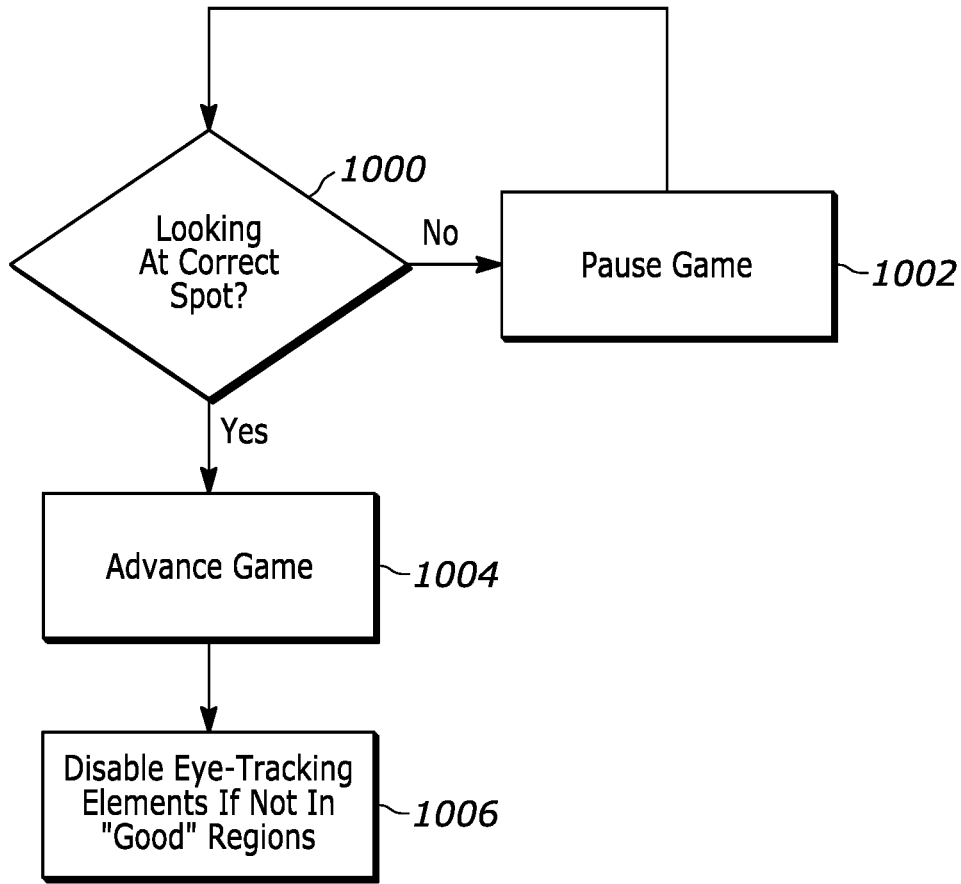 1000
Looking
At Correct
Spot?
No
Pause Game
1002
Yes
Advance Game
1004
Disable Eye-Tracking
Elements If Not In
"Good" Regions
1006